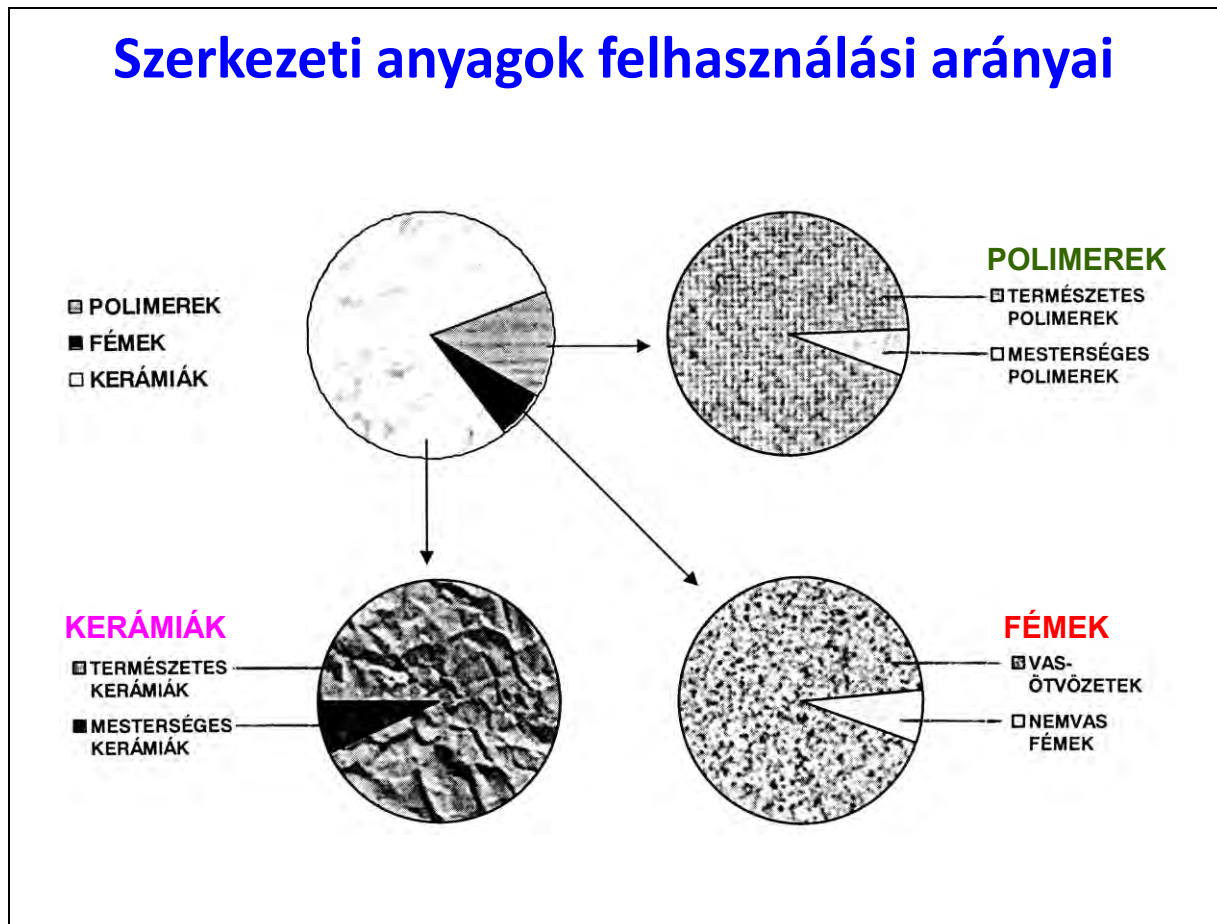 Szerkezeti anyagok felhasználási arányai
POLIMEREK
FÉMEK
KERÁMIÁK
POLIMEREK
TERMÉSZETES
POLIMEREK
MESTERSÉGES
POLIMEREK
KERÁMIÁK
TERMÉSZETES
KERÁMIÁK
MESTERSÉGES
KERÁMIÁK
FÉMEK
VAS-
ÖTVÖZETEK
NEMVAS
FÉMEK